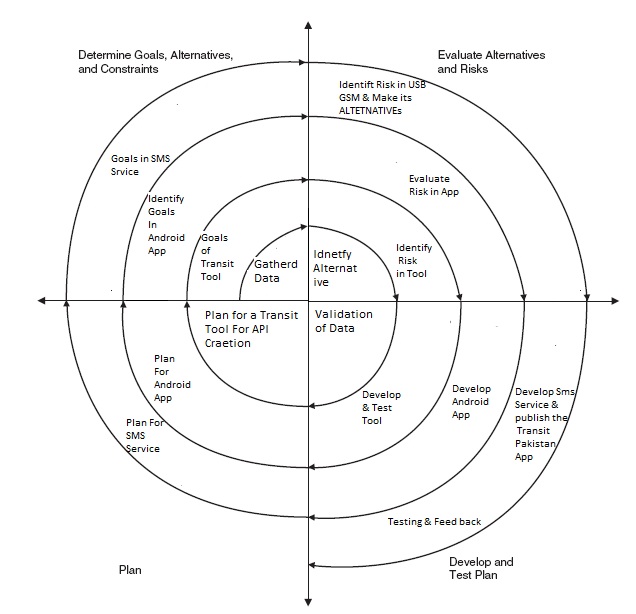 Determine Goals, Alternatives,
and Constraints
Evaluate Alternatives
and Risks
Identift Risk in USB
GSM & Make its
ALTETNATIVEs
Goals in SMS
Srvice
Evaluate
Risk in App
Identify
Goals
In
Android
App
Goals
of
Transit
Tool
Gatherd
Data
Idnetfy
Alternat
ive
Identify
Risk
in Tool
Plan for a Transit
Tool For API
Craetion
Validation
of Data
Plan
For
Android
App
Develop
& Test
Tool
Develop
Android
App
Develop Sms
Service &
publish the
Transit
Pakistan
App
Plan For
SMS
Service
Testing & Feed back
Plan
Develop and
Test Plan